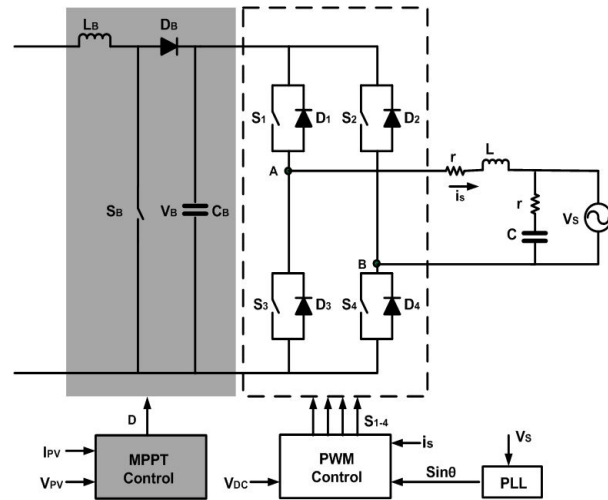 LB DB
S1 D1 S2 D2
A
r L
is
r
SB VB CB
C VS
B
S3 D3 S4 D4
D
S1-4
IPV
VPV
MPPT
Control
VDC
PWM
Control
is
Sinθ
VS
PLL